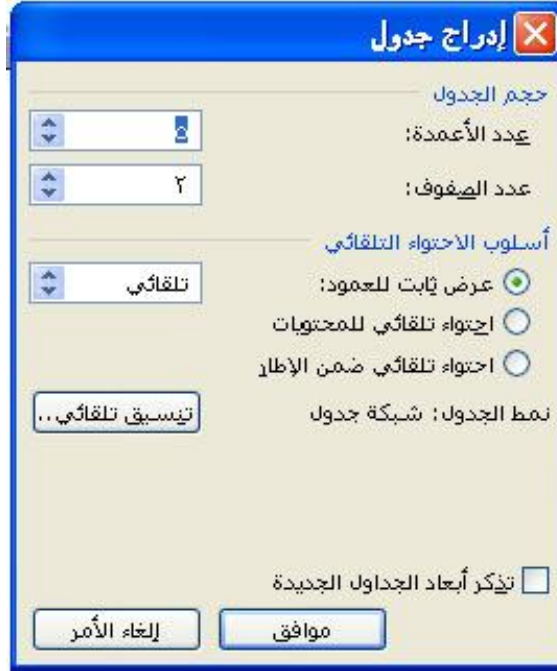 إدراج جدول
حجم الجدول
عدد الأعمدة: ٥
عدد الصفوف: ٢
أسلوب الاحتواء التلقائي
عرض ثابت للعمود: تلقائي
احتواء تلقائي للمحتويات
احتواء تلقائي ضمن الإطار
نمط الجدول: شبكة جدول تنسيق تلقائي..
تذكر أبعاد الجداول الجديدة
موافق إلغاء الأمر